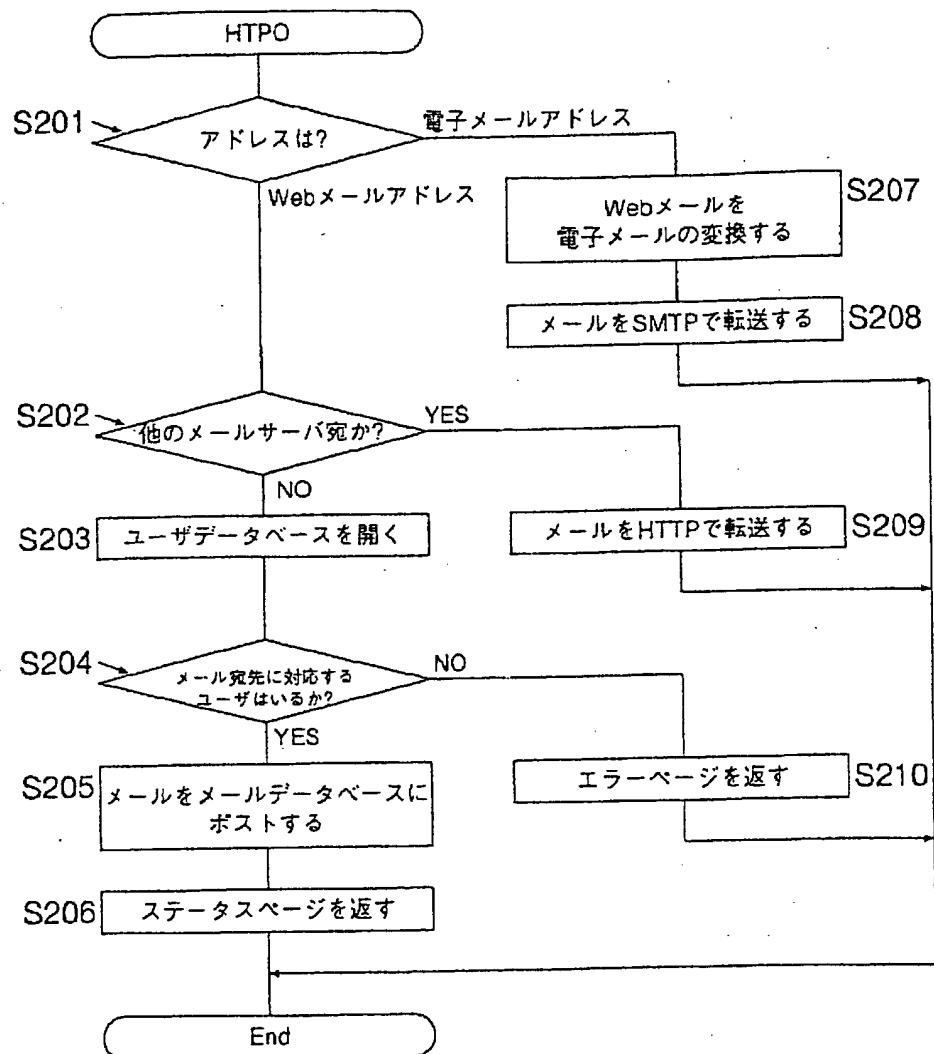 HTPO
S201
アドレスは?
電子メールアドレス
Webメールアドレス
Webメールを
電子メールの変換する
S207
メールをSMTPで転送する
S208
S202
他のメールサーバ宛か?
YES
NO
S203
ユーザデータベースを開く
メールをHTTPで転送する
S209
S204
メール宛先に対応する
ユーザはいるか?
NO
YES
S205
メールをメールデータベースに
ポストする
エラーページを返す
S210
S206
ステータスページを返す
End